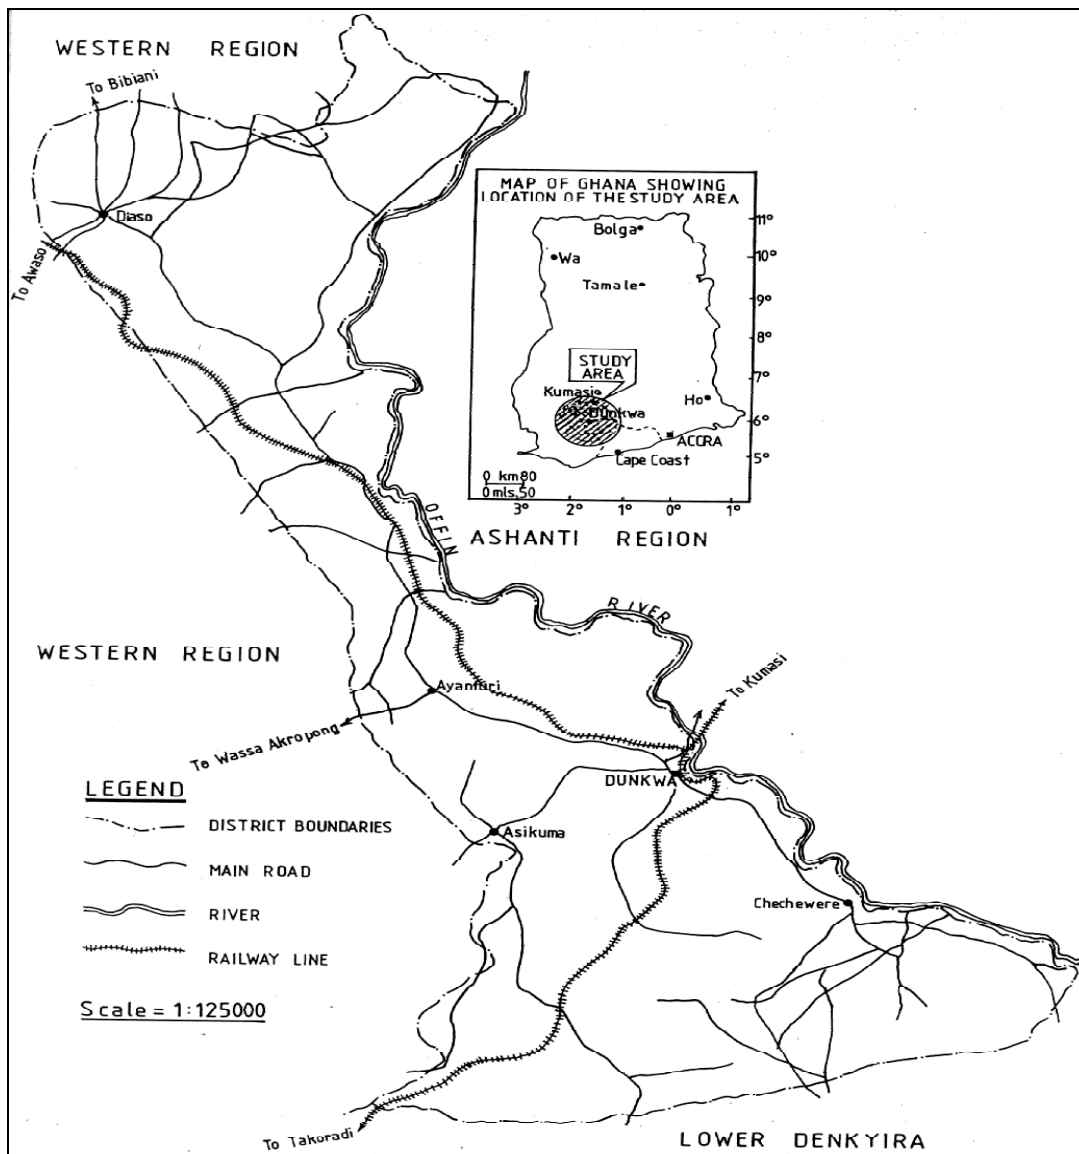 WESTERN REGION
To Bibiani
Diaso
To Awaso
MAP OF GHANA SHOWING
LOCATION OF THE STUDY AREA
11°
Bolga
Wa
10°
Tamale
9°
8°
7°
STUDY
AREA
Kumasi
Dunkwa
Ho
6°
ACCRA
Cape Coast
5°
0 km 80
0 mls. 50
3°
2°
1°
0°
1°
OFFIN
ASHANTI REGION
RIVER
WESTERN REGION
To Kumasi
Ayanfuri
To Wassa Akropong
DUNKWA
LEGEND
DISTRICT BOUNDARIES
Asikuma
MAIN ROAD
Chechewere
RIVER
RAILWAY LINE
Scale = 1:125000
To Takoradi
LOWER DENKYIRA